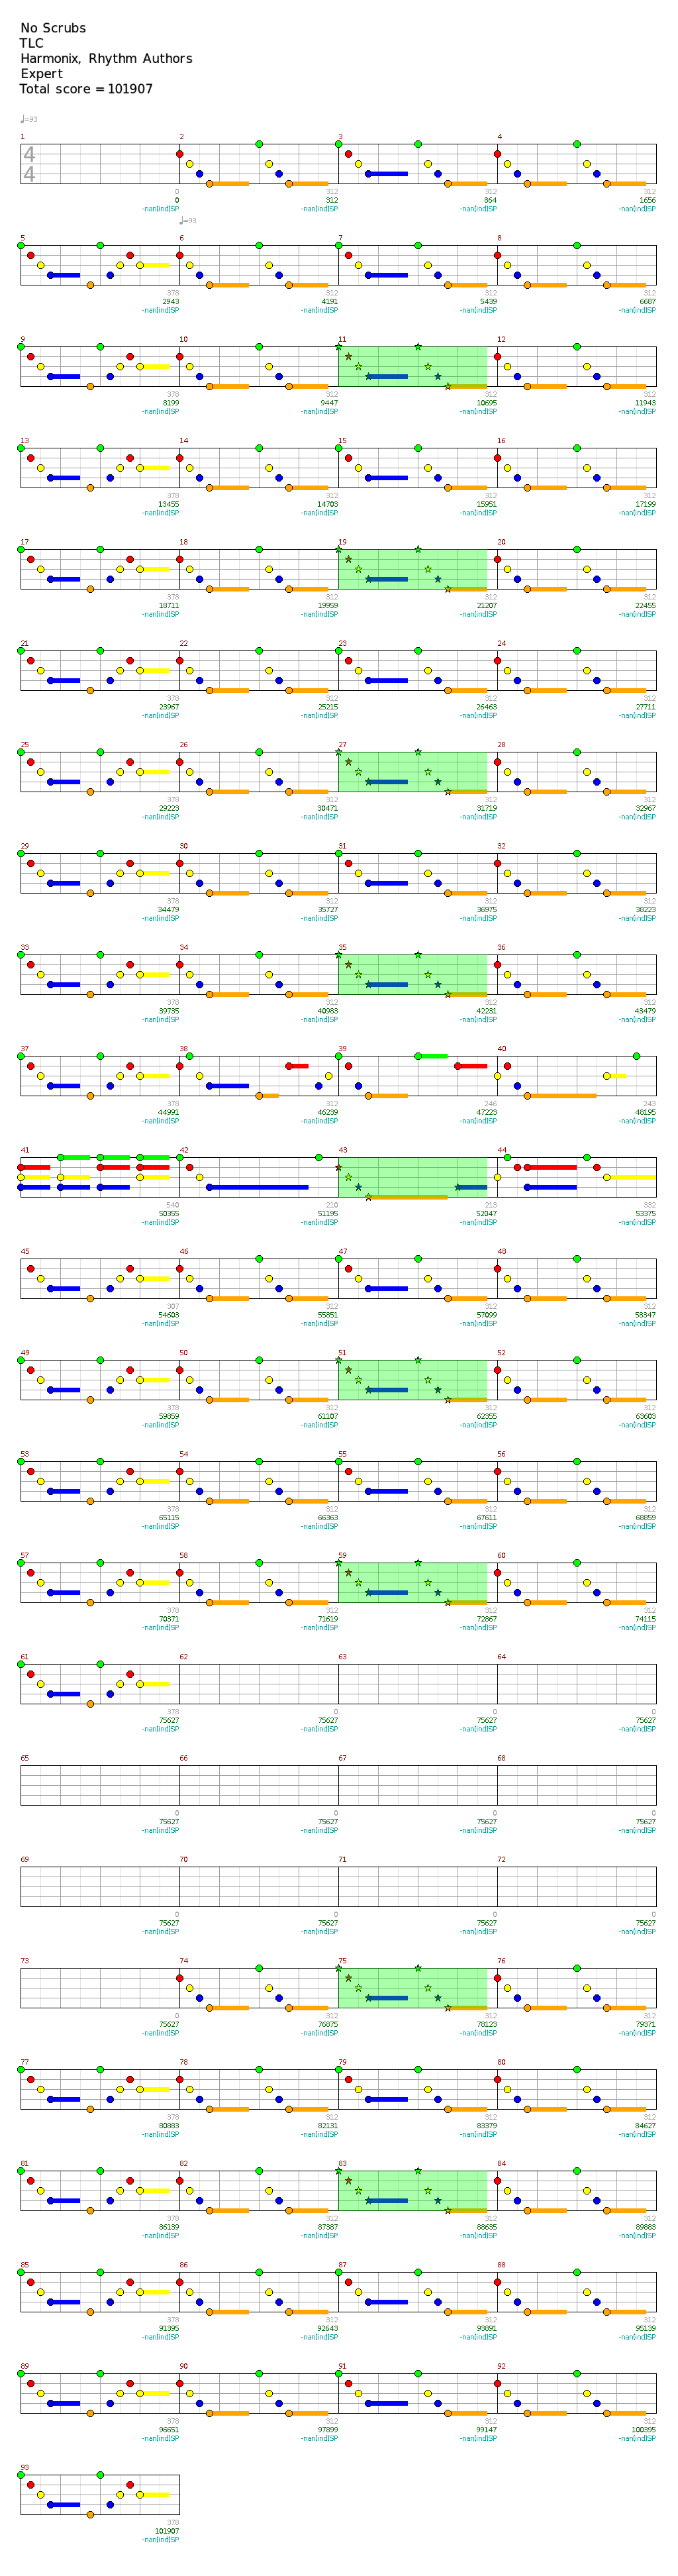 No Scrubs
TLC
Harmonix, Rhythm Authors
Expert
Total score = 101907
♩=93
1 2 3 4
4
4
0 312 312 312
0 312 864 1656
-nan[ind]SP -nan[ind]SP -nan[ind]SP -nan[ind]SP
♩=93
5 6 7 8
378 312 312 312
2943 4191 5439 6687
-nan[ind]SP -nan[ind]SP -nan[ind]SP -nan[ind]SP
9 10 11 12
378 312 312 312
8199 9447 10695 11943
-nan[ind]SP -nan[ind]SP -nan[ind]SP -nan[ind]SP
13 14 15 16
378 312 312 312
13455 14703 15951 17199
-nan[ind]SP -nan[ind]SP -nan[ind]SP -nan[ind]SP
17 18 19 20
378 312 312 312
18711 19959 21207 22455
-nan[ind]SP -nan[ind]SP -nan[ind]SP -nan[ind]SP
21 22 23 24
378 312 312 312
23967 25215 26463 27711
-nan[ind]SP -nan[ind]SP -nan[ind]SP -nan[ind]SP
25 26 27 28
378 312 312 312
29223 30471 31719 32967
-nan[ind]SP -nan[ind]SP -nan[ind]SP -nan[ind]SP
29 30 31 32
378 312 312 312
34479 35727 36975 38223
-nan[ind]SP -nan[ind]SP -nan[ind]SP -nan[ind]SP
33 34 35 36
378 312 312 312
39735 40983 42231 43479
-nan[ind]SP -nan[ind]SP -nan[ind]SP -nan[ind]SP
37 38 39 40
378 312 246 243
44991 46239 47223 48195
-nan[ind]SP -nan[ind]SP -nan[ind]SP -nan[ind]SP
41 42 43 44
540 210 213 332
50355 51195 52047 53375
-nan[ind]SP -nan[ind]SP -nan[ind]SP -nan[ind]SP
45 46 47 48
307 312 312 312
54603 55851 57099 58347
-nan[ind]SP -nan[ind]SP -nan[ind]SP -nan[ind]SP
49 50 51 52
378 312 312 312
59859 61107 62355 63603
-nan[ind]SP -nan[ind]SP -nan[ind]SP -nan[ind]SP
53 54 55 56
378 312 312 312
65115 66363 67611 68859
-nan[ind]SP -nan[ind]SP -nan[ind]SP -nan[ind]SP
57 58 59 60
378 312 312 312
70371 71619 72867 74115
-nan[ind]SP -nan[ind]SP -nan[ind]SP -nan[ind]SP
61 62 63 64
378 0 0 0
75627 75627 75627 75627
-nan[ind]SP -nan[ind]SP -nan[ind]SP -nan[ind]SP
65 66 67 68
0 0 0 0
75627 75627 75627 75627
-nan[ind]SP -nan[ind]SP -nan[ind]SP -nan[ind]SP
69 70 71 72
0 0 0 0
75627 75627 75627 75627
-nan[ind]SP -nan[ind]SP -nan[ind]SP -nan[ind]SP
73 74 75 76
0 312 312 312
75627 76875 78123 79371
-nan[ind]SP -nan[ind]SP -nan[ind]SP -nan[ind]SP
77 78 79 80
378 312 312 312
80883 82131 83379 84627
-nan[ind]SP -nan[ind]SP -nan[ind]SP -nan[ind]SP
81 82 83 84
378 312 312 312
86139 87387 88635 89883
-nan[ind]SP -nan[ind]SP -nan[ind]SP -nan[ind]SP
85 86 87 88
378 312 312 312
91395 92643 93891 95139
-nan[ind]SP -nan[ind]SP -nan[ind]SP -nan[ind]SP
89 90 91 92
378 312 312 312
96651 97899 99147 100395
-nan[ind]SP -nan[ind]SP -nan[ind]SP -nan[ind]SP
93
378
101907
-nan[ind]SP